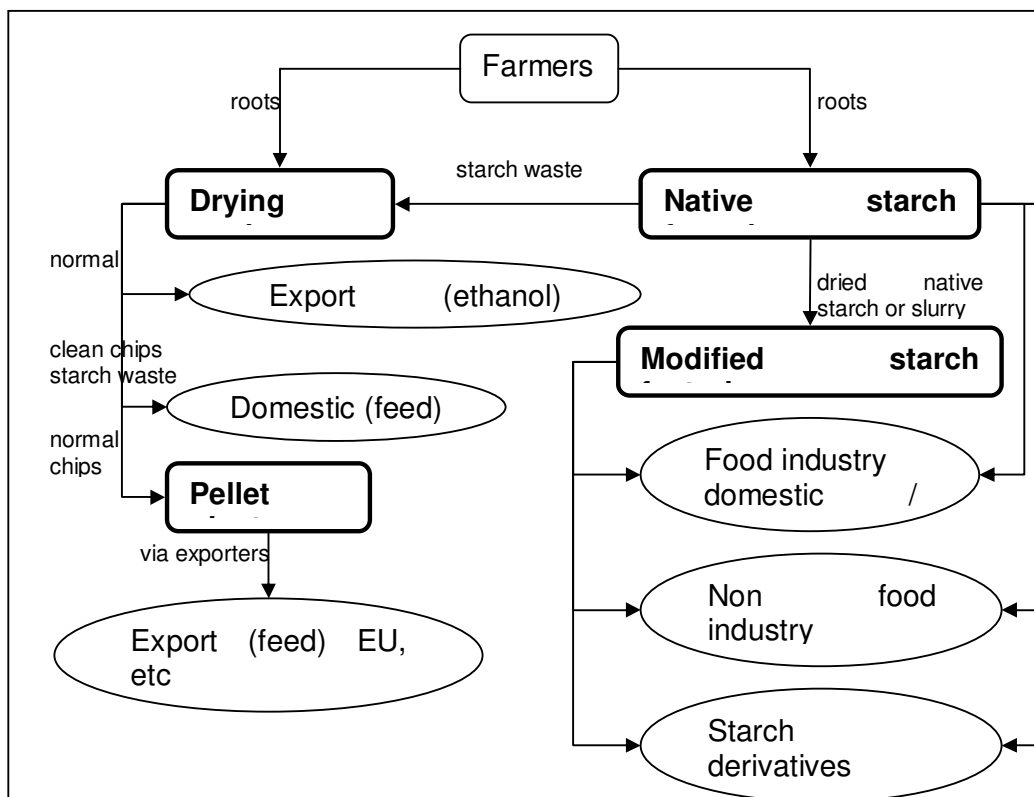 Farmers
roots
roots
starch waste
Drying
Native starch
normal
Export (ethanol)
dried native
starch or slurry
clean chips
starch waste
Modified starch
Domestic (feed)
normal
chips
Food industry
domestic /
Pellet
via exporters
Non food
industry
Export (feed) EU,
etc
Starch
derivatives